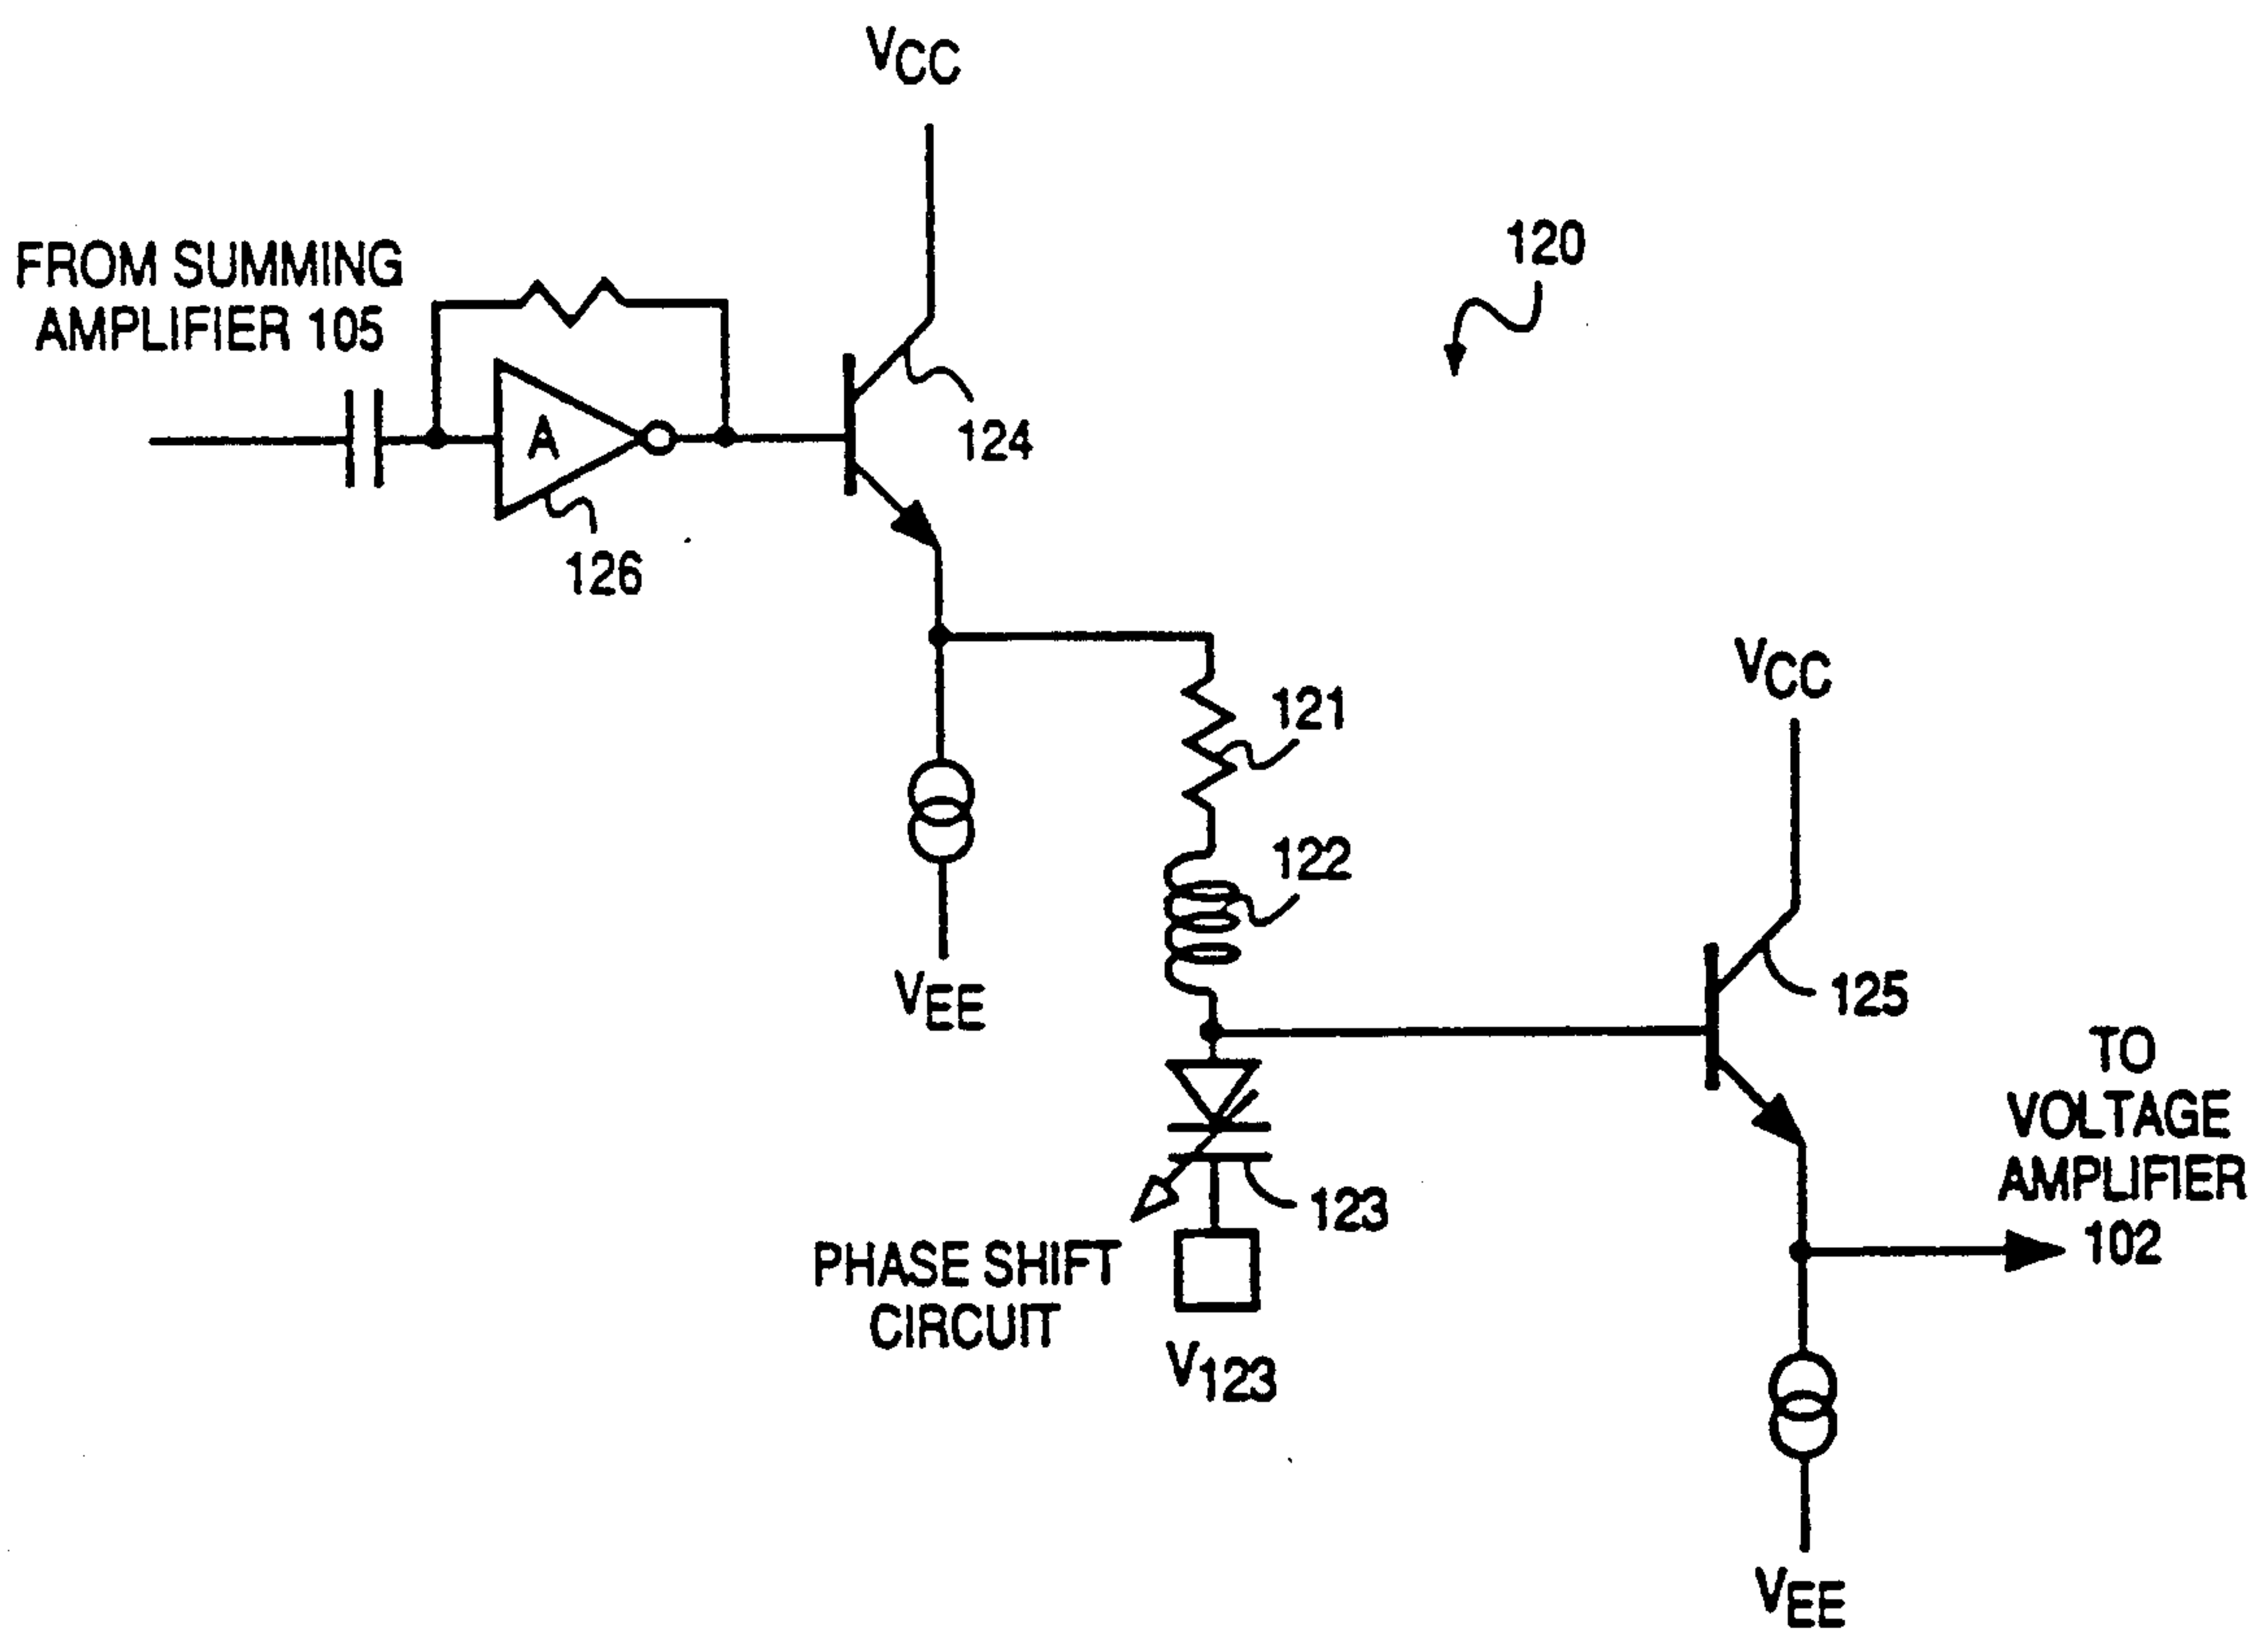 VCC
120
FROM SUMMING
AMPLIFIER 105
A
124
126
121
VCC
122
VEE
125
TO
VOLTAGE
AMPLIFIER
102
123
PHASE SHIFT
CIRCUIT
V123
VEE